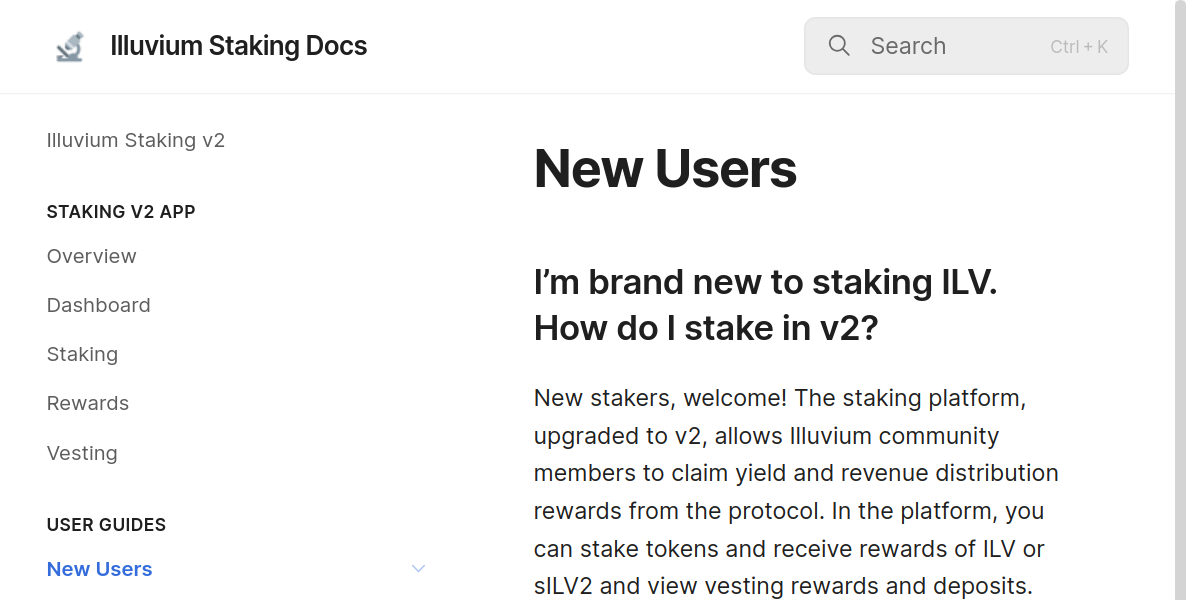 Illuvium Staking Docs
Search
Ctrl + K
Illuvium Staking v2
STAKING V2 APP
Overview
Dashboard
Staking
Rewards
Vesting
USER GUIDES
New Users
New Users
I’m brand new to staking ILV.
How do I stake in v2?
New stakers, welcome! The staking platform,
upgraded to v2, allows Illuvium community
members to claim yield and revenue distribution
rewards from the protocol. In the platform, you
can stake tokens and receive rewards of ILV or
sILV2 and view vesting rewards and deposits.